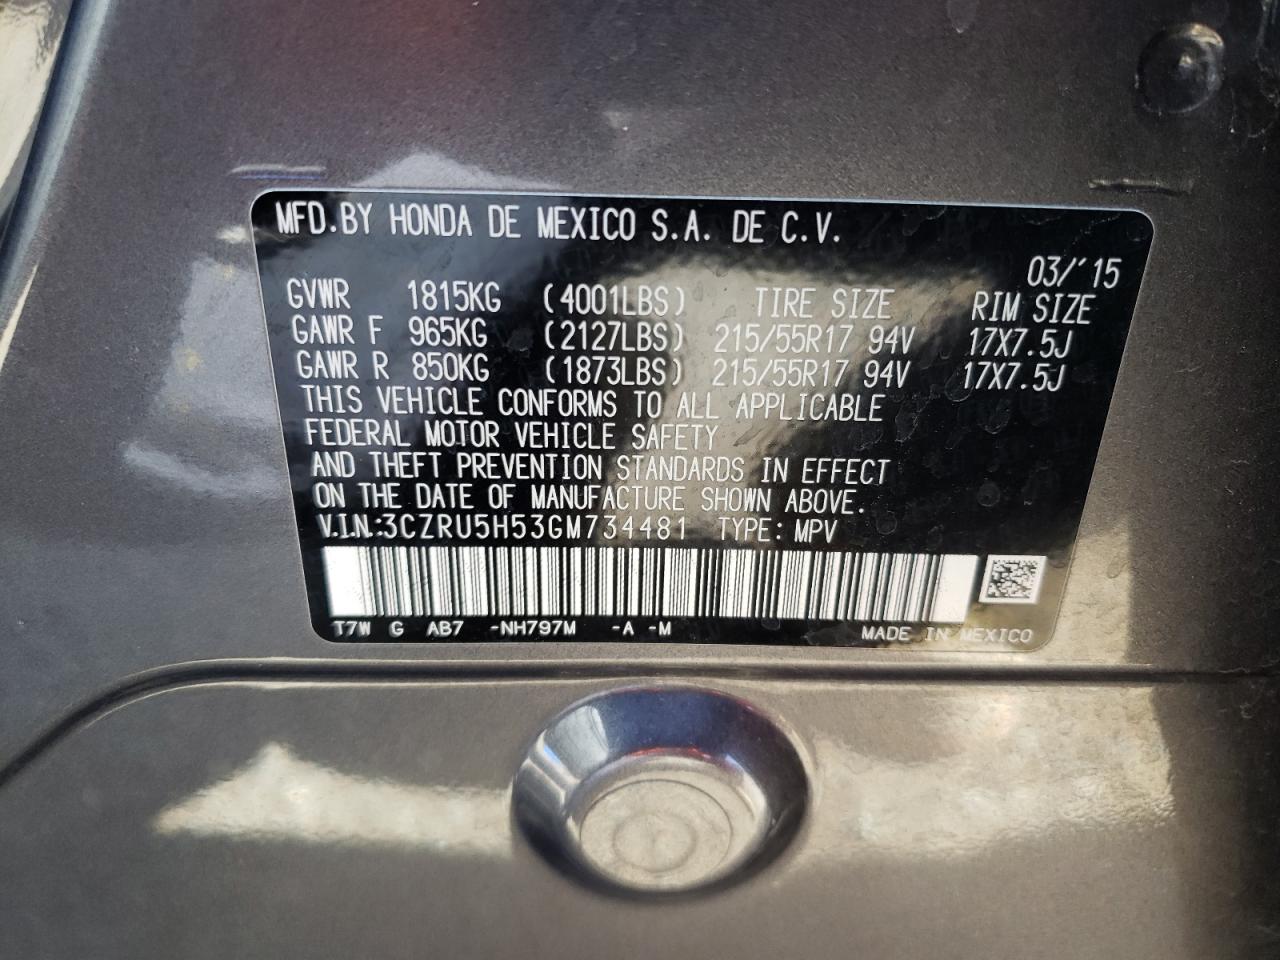 MFD.BY HONDA DE MEXICO S.A. DE C.V.
03/'15
GVWR 1815KG (4001LBS) TIRE SIZE RIM SIZE
GAWR F 965KG (2127LBS) 215/55R17 94V 17X7.5J
GAWR R 850KG (1873LBS) 215/55R17 94V 17X7.5J
THIS VEHICLE CONFORMS TO ALL APPLICABLE
FEDERAL MOTOR VEHICLE SAFETY
AND THEFT PREVENTION STANDARDS IN EFFECT
ON THE DATE OF MANUFACTURE SHOWN ABOVE.
V.I.N:3CZRU5H53GM734481 TYPE: MPV
T7W G AB7 -NH797M -A -M MADE IN MEXICO